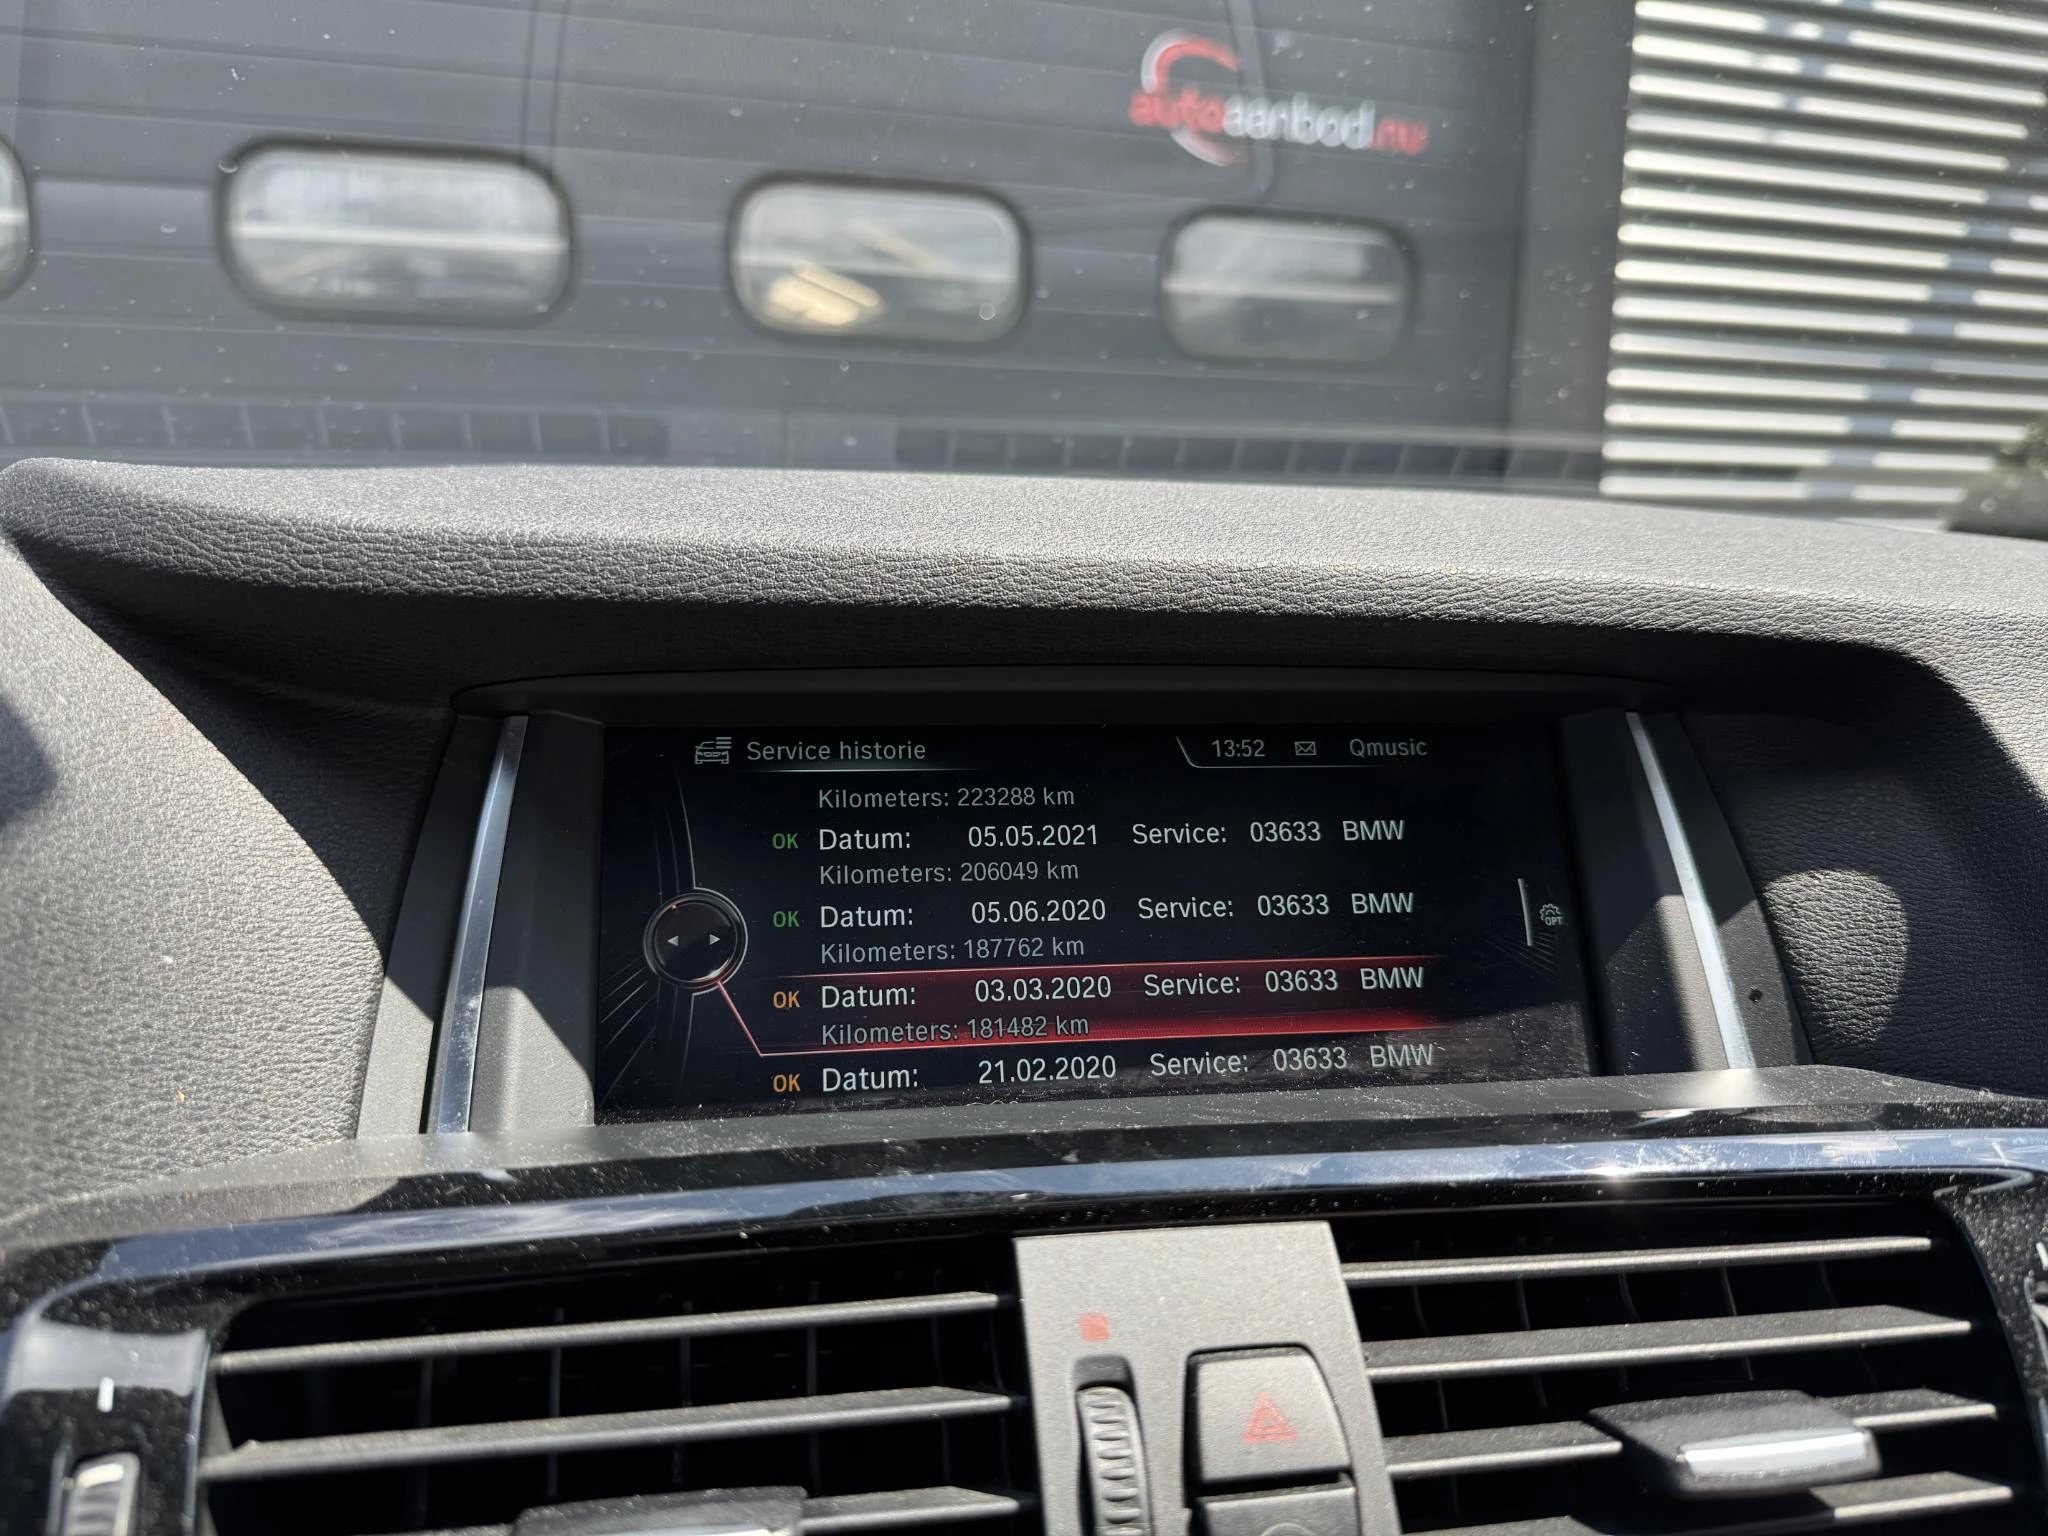 autoaanbod.nu
Service historie 13:52 Qmusic
Kilometers: 223288 km
OK Datum: 05.05.2021 Service: 03633 BMW
Kilometers: 206049 km
OK Datum: 05.06.2020 Service: 03633 BMW
Kilometers: 187762 km
OPT
OK Datum: 03.03.2020 Service: 03633 BMW
Kilometers: 181482 km
OK Datum: 21.02.2020 Service: 03633 BMW